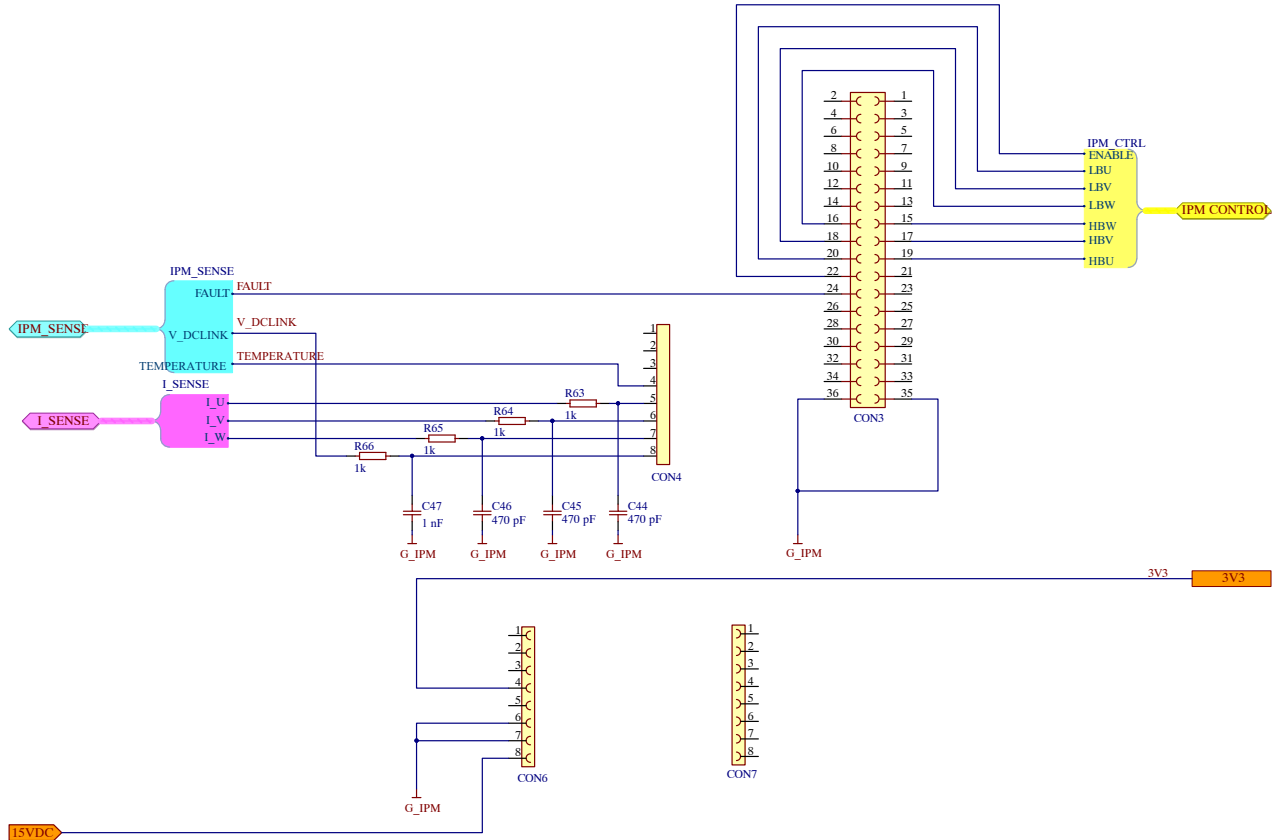 2 1
4 3
6 5
8 7
10 9
12 11
14 13
16 15
18 17
20 19
22 21
24 23
26 25
28 27
30 29
32 31
34 33
36 35
CON3
IPM_CTRL
ENABLE
LBU
LBV
LBW
HBW
HBV
HBU
IPM CONTROL
IPM_SENSE
FAULT
FAULT
V_DCLINK
V_DCLINK
TEMPERATURE
TEMPERATURE
IPM_SENSE
I_SENSE
I_U
I_V
I_W
I_SENSE
R63
1k
R64
1k
R65
1k
R66
1k
1
2
3
4
5
6
7
8
CON4
C47
1 nF
C46
470 pF
C45
470 pF
C44
470 pF
G_IPM
G_IPM
G_IPM
G_IPM
G_IPM
3V3
3V3
1
2
3
4
5
6
7
8
CON6
1
2
3
4
5
6
7
8
CON7
G_IPM
15VDC